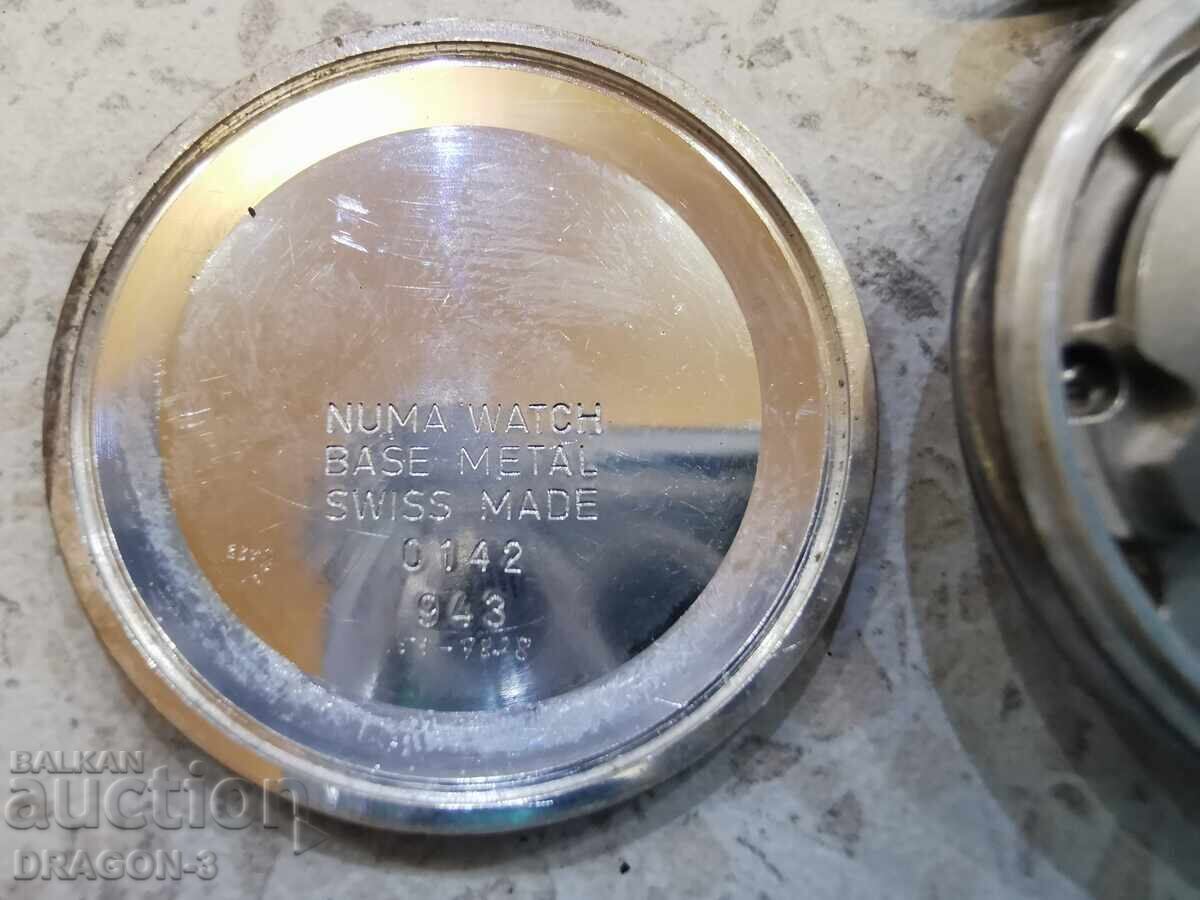 NUMA WATCH
BASE METAL
SWISS MADE
0142
943
BALKAN
auction
DRAGON-3